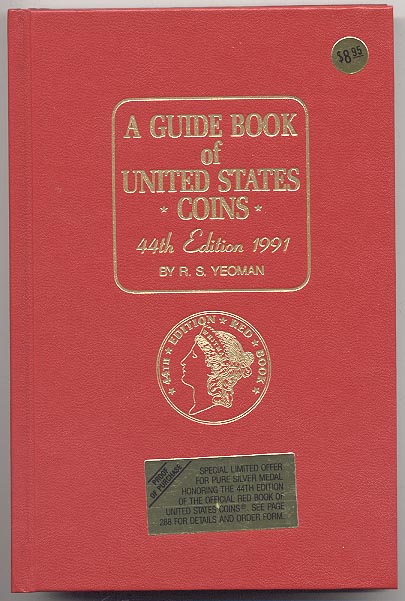 $8.95
A GUIDE BOOK
of
UNITED STATES
* COINS *
44th Edition 1991
BY R. S. YEOMAN
★ 44TH ★ EDITION ★ RED ★ BOOK ★
WHITMAN
PROOF
OF PURCHASE
SPECIAL LIMITED OFFER
FOR PURE SILVER MEDAL
HONORING THE 44TH EDITION
OF THE OFFICIAL RED BOOK OF
UNITED STATES COINS®. SEE PAGE
288 FOR DETAILS AND ORDER FORM.